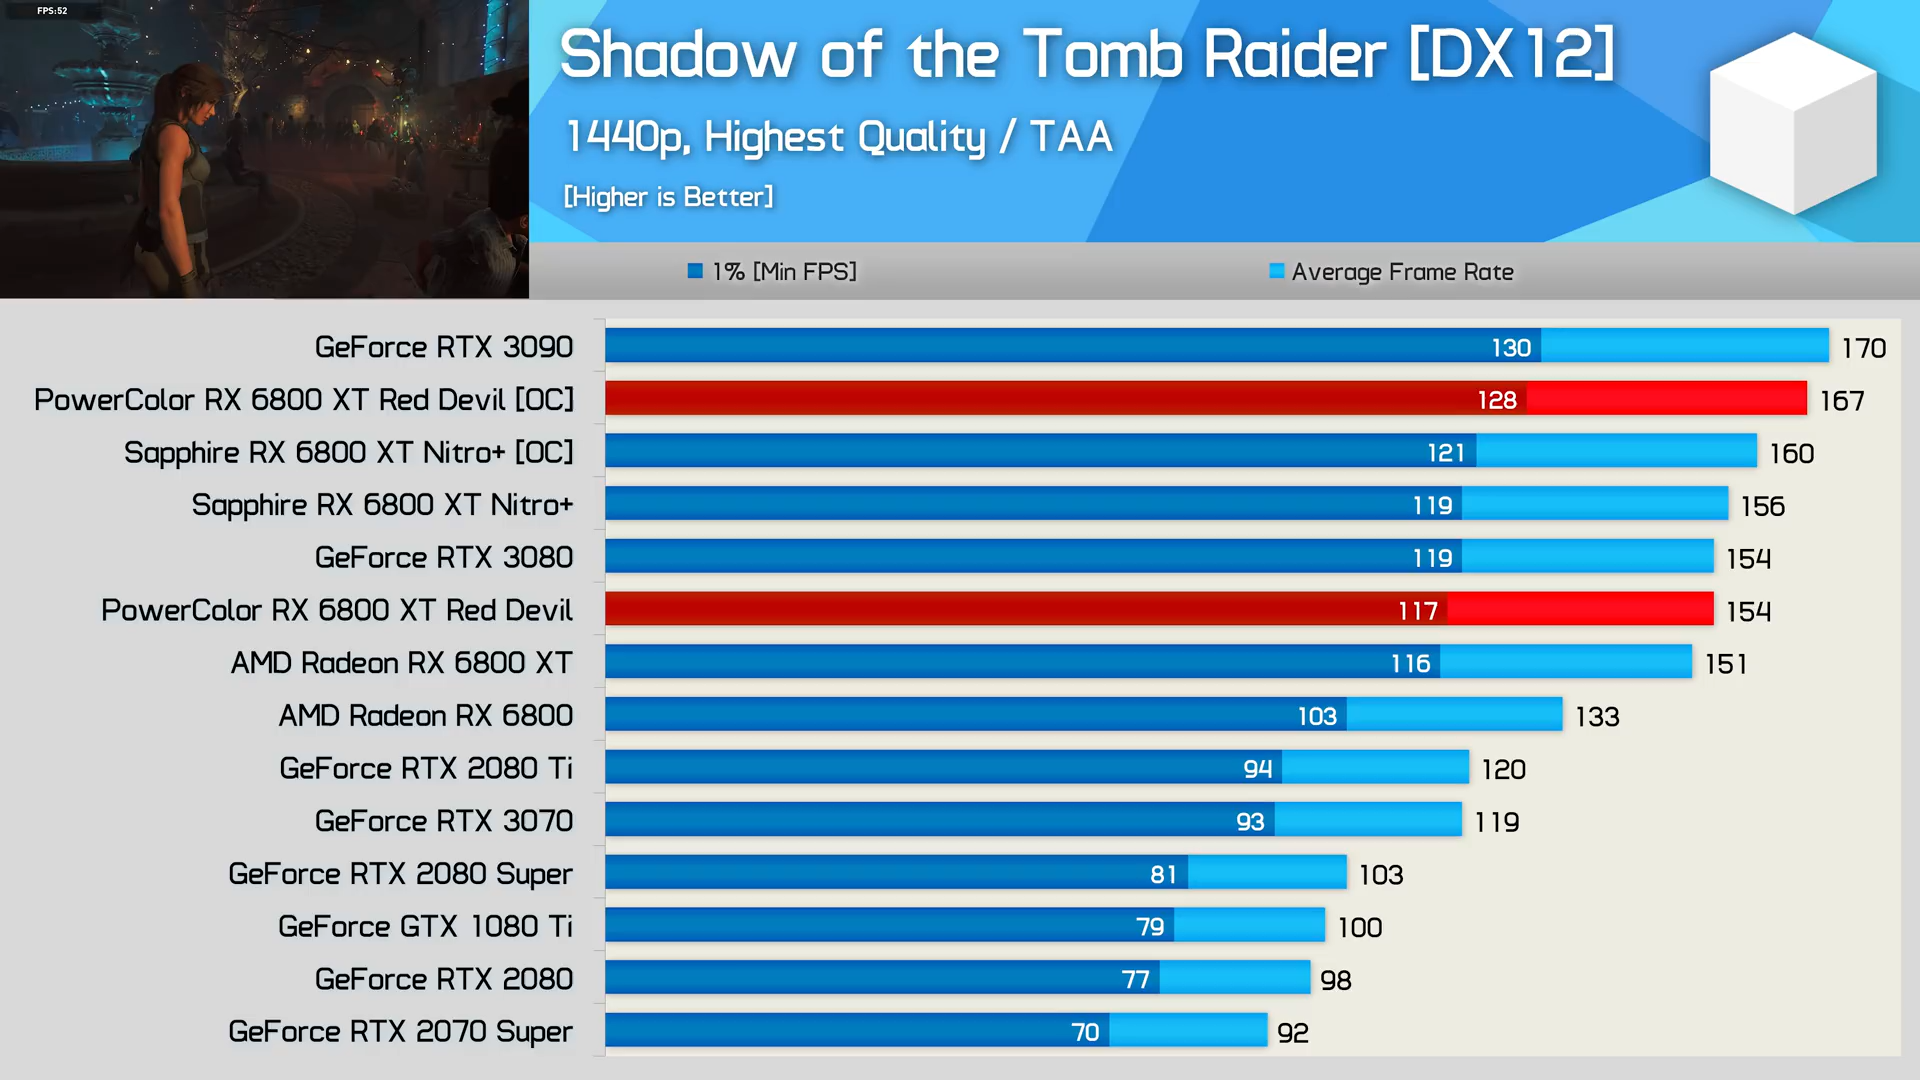 FPS:52
Shadow of the Tomb Raider [DX12]
1440p, Highest Quality / TAA
[Higher is Better]
1% [Min FPS] Average Frame Rate
GeForce RTX 3090 130 170
PowerColor RX 6800 XT Red Devil [OC] 128 167
Sapphire RX 6800 XT Nitro+ [OC] 121 160
Sapphire RX 6800 XT Nitro+ 119 156
GeForce RTX 3080 119 154
PowerColor RX 6800 XT Red Devil 117 154
AMD Radeon RX 6800 XT 116 151
AMD Radeon RX 6800 103 133
GeForce RTX 2080 Ti 94 120
GeForce RTX 3070 93 119
GeForce RTX 2080 Super 81 103
GeForce GTX 1080 Ti 79 100
GeForce RTX 2080 77 98
GeForce RTX 2070 Super 70 92